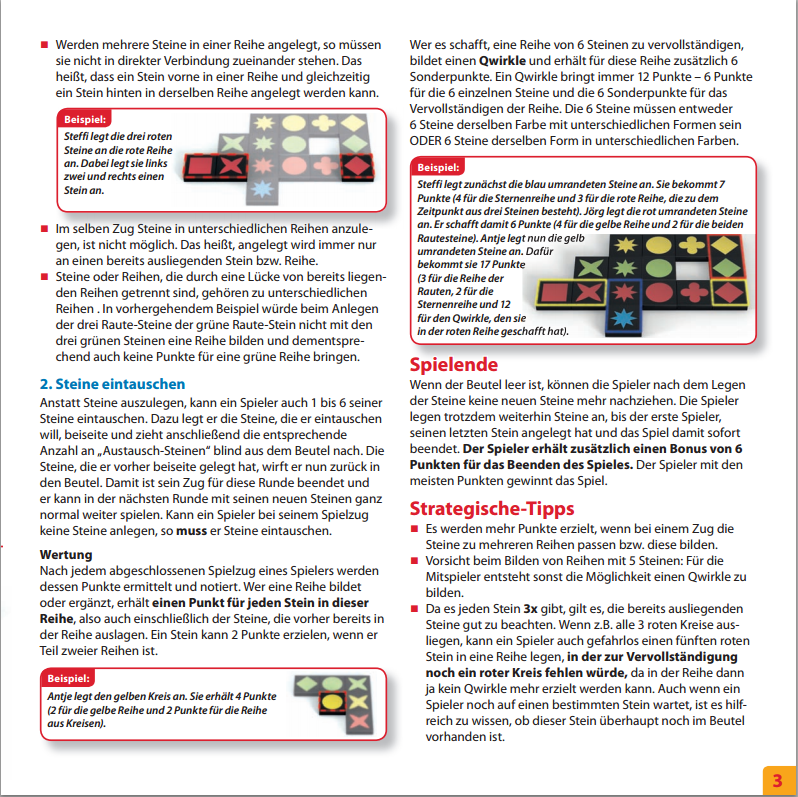 ■ Werden mehrere Steine in einer Reihe angelegt, so müssen
sie nicht in direkter Verbindung zueinander stehen. Das
heißt, dass ein Stein vorne in einer Reihe und gleichzeitig
ein Stein hinten in derselben Reihe angelegt werden kann.
Beispiel:
Steffi legt die drei roten
Steine an die rote Reihe
an. Dabei legt sie links
zwei und rechts einen
Stein an.
■ Im selben Zug Steine in unterschiedlichen Reihen anzule-
gen, ist nicht möglich. Das heißt, angelegt wird immer nur
an einen bereits ausliegenden Stein bzw. Reihe.
■ Steine oder Reihen, die durch eine Lücke von bereits liegen-
den Reihen getrennt sind, gehören zu unterschiedlichen
Reihen . In vorhergehendem Beispiel würde beim Anlegen
der drei Raute-Steine der grüne Raute-Stein nicht mit den
drei grünen Steinen eine Reihe bilden und dementspre-
chend auch keine Punkte für eine grüne Reihe bringen.
2. Steine eintauschen
Anstatt Steine auszulegen, kann ein Spieler auch 1 bis 6 seiner
Steine eintauschen. Dazu legt er die Steine, die er eintauschen
will, beiseite und zieht anschließend die entsprechende
Anzahl an „Austausch-Steinen“ blind aus dem Beutel nach. Die
Steine, die er vorher beiseite gelegt hat, wirft er nun zurück in
den Beutel. Damit ist sein Zug für diese Runde beendet und
er kann in der nächsten Runde mit seinen neuen Steinen ganz
normal weiter spielen. Kann ein Spieler bei seinem Spielzug
keine Steine anlegen, so muss er Steine eintauschen.
Wertung
Nach jedem abgeschlossenen Spielzug eines Spielers werden
dessen Punkte ermittelt und notiert. Wer eine Reihe bildet
oder ergänzt, erhält einen Punkt für jeden Stein in dieser
Reihe, also auch einschließlich der Steine, die vorher bereits in
der Reihe auslagen. Ein Stein kann 2 Punkte erzielen, wenn er
Teil zweier Reihen ist.
Beispiel:
Antje legt den gelben Kreis an. Sie erhält 4 Punkte
(2 für die gelbe Reihe und 2 Punkte für die Reihe
aus Kreisen).
Wer es schafft, eine Reihe von 6 Steinen zu vervollständigen,
bildet einen Qwirkle und erhält für diese Reihe zusätzlich 6
Sonderpunkte. Ein Qwirkle bringt immer 12 Punkte – 6 Punkte
für die 6 einzelnen Steine und die 6 Sonderpunkte für das
Vervollständigen der Reihe. Die 6 Steine müssen entweder
6 Steine derselben Farbe mit unterschiedlichen Formen sein
ODER 6 Steine derselben Form in unterschiedlichen Farben.
Beispiel:
Steffi legt zunächst die blau umrandeten Steine an. Sie bekommt 7
Punkte (4 für die Sternenreihe und 3 für die rote Reihe, die zu dem
Zeitpunkt aus drei Steinen besteht). Jörg legt die rot umrandeten Steine
an. Er schafft damit 6 Punkte (4 für die gelbe Reihe und 2 für die beiden
Rautesteine). Antje legt nun die gelb
umrandeten Steine an. Dafür
bekommt sie 17 Punkte
(3 für die Reihe der
Rauten, 2 für die
Sternenreihe und 12
für den Qwirkle, den sie
in der roten Reihe geschafft hat).
Spielende
Wenn der Beutel leer ist, können die Spieler nach dem Legen
der Steine keine neuen Steine mehr nachziehen. Die Spieler
legen trotzdem weiterhin Steine an, bis der erste Spieler,
seinen letzten Stein angelegt hat und das Spiel damit sofort
beendet. Der Spieler erhält zusätzlich einen Bonus von 6
Punkten für das Beenden des Spieles. Der Spieler mit den
meisten Punkten gewinnt das Spiel.
Strategische-Tipps
■ Es werden mehr Punkte erzielt, wenn bei einem Zug die
Steine zu mehreren Reihen passen bzw. diese bilden.
■ Vorsicht beim Bilden von Reihen mit 5 Steinen: Für die
Mitspieler entsteht sonst die Möglichkeit einen Qwirkle zu
bilden.
■ Da es jeden Stein 3x gibt, gilt es, die bereits ausliegenden
Steine gut zu beachten. Wenn z.B. alle 3 roten Kreise aus-
liegen, kann ein Spieler auch gefahrlos einen fünften roten
Stein in eine Reihe legen, in der zur Vervollständigung
noch ein roter Kreis fehlen würde, da in der Reihe dann
ja kein Qwirkle mehr erzielt werden kann. Auch wenn ein
Spieler noch auf einen bestimmten Stein wartet, ist es hilf-
reich zu wissen, ob dieser Stein überhaupt noch im Beutel
vorhanden ist.
3